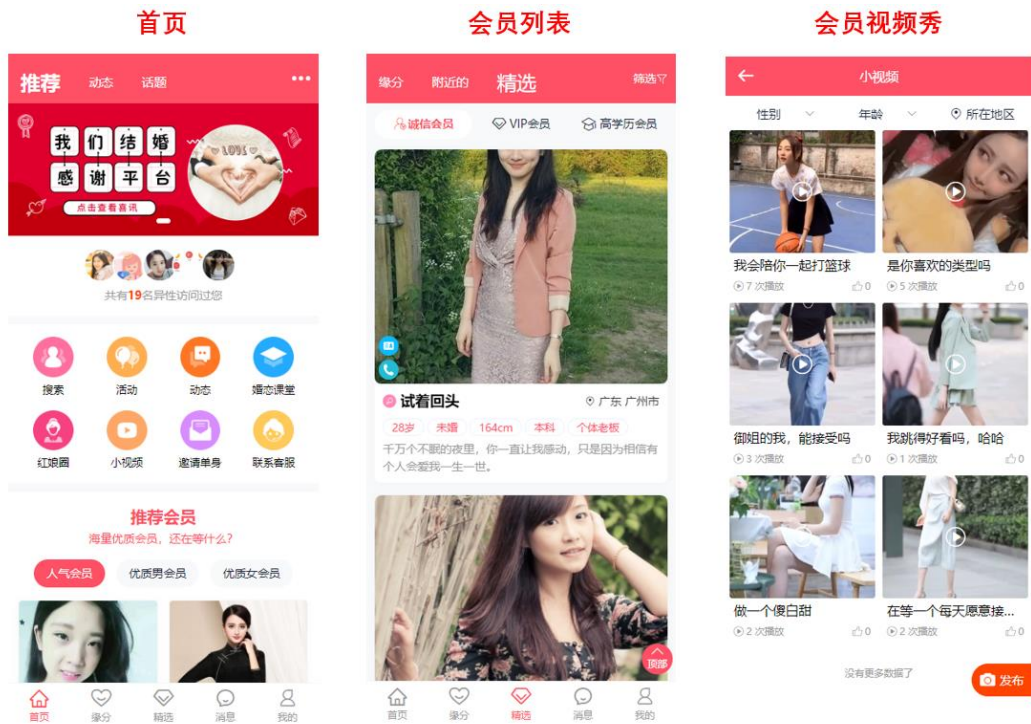 首页
推荐 动态 话题
我们结婚
感谢平台
LOVE
点击查看喜讯
共有19名异性访问过您
搜索 活动 动态 婚恋课堂
红娘圈 小视频 邀请单身 联系客服
推荐会员
海量优质会员，还在等什么？
人气会员 优质男会员 优质女会员
首页 缘分 精选 消息 我的
会员列表
缘分 附近的 精选 筛选
诚信会员 VIP会员 高学历会员
试着回头 广东 广州市
28岁 未婚 164cm 本科 个体老板
千万个不眠的夜里，你一直让我感动，只是因为相信有
个人会爱我一生一世。
顶部
首页 缘分 精选 消息 我的
会员视频秀
小视频
性别 年龄 所在地区
我会陪你一起打篮球 是你喜欢的类型吗
7 次播放 0 5 次播放 0
御姐的我，能接受吗 我跳得好看吗，哈哈
3 次播放 0 1 次播放 0
做一个傻白甜 在等一个每天愿意接...
2 次播放 0 2 次播放 0
没有更多数据了
发布